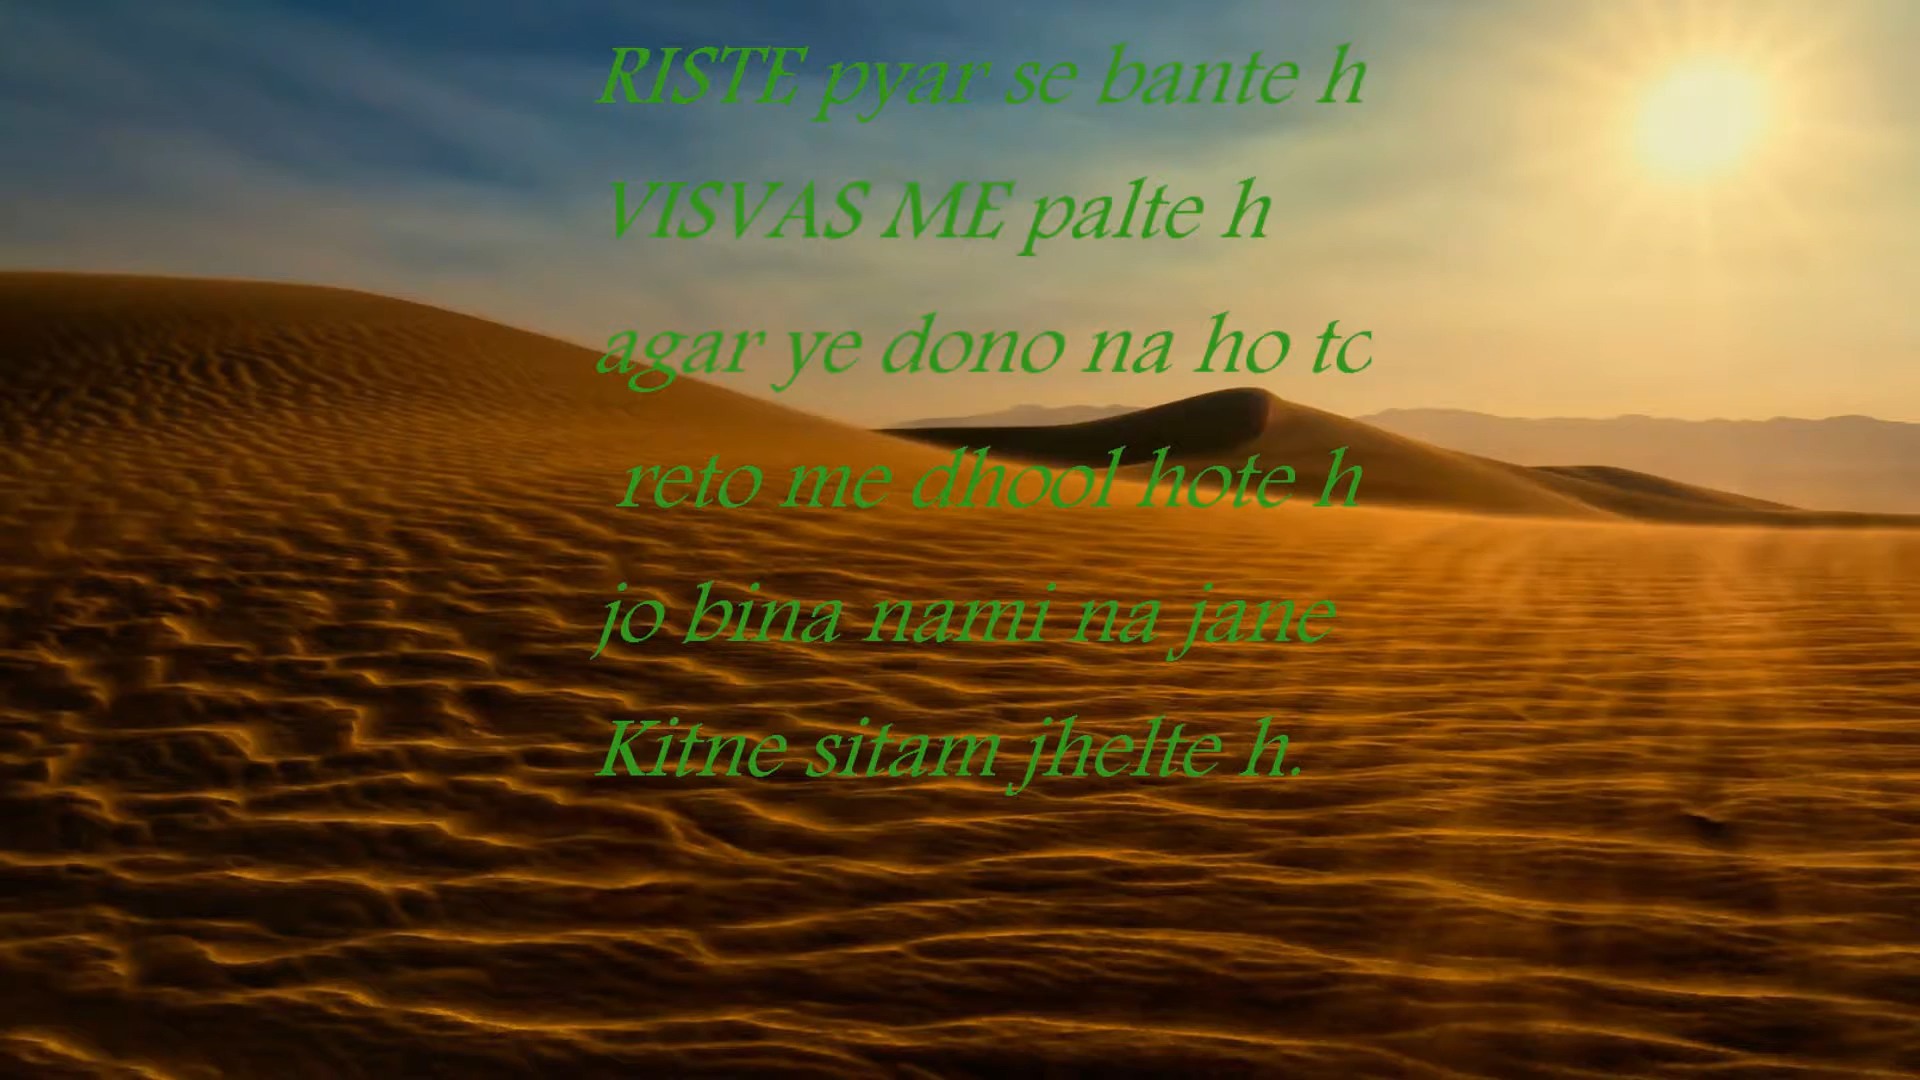 RISTE pyar se bante h
VISVAS ME palte h
agar ye dono na ho to
reto me dhool hote h
jo bina nami na jane
Kitne sitam jhelte h.